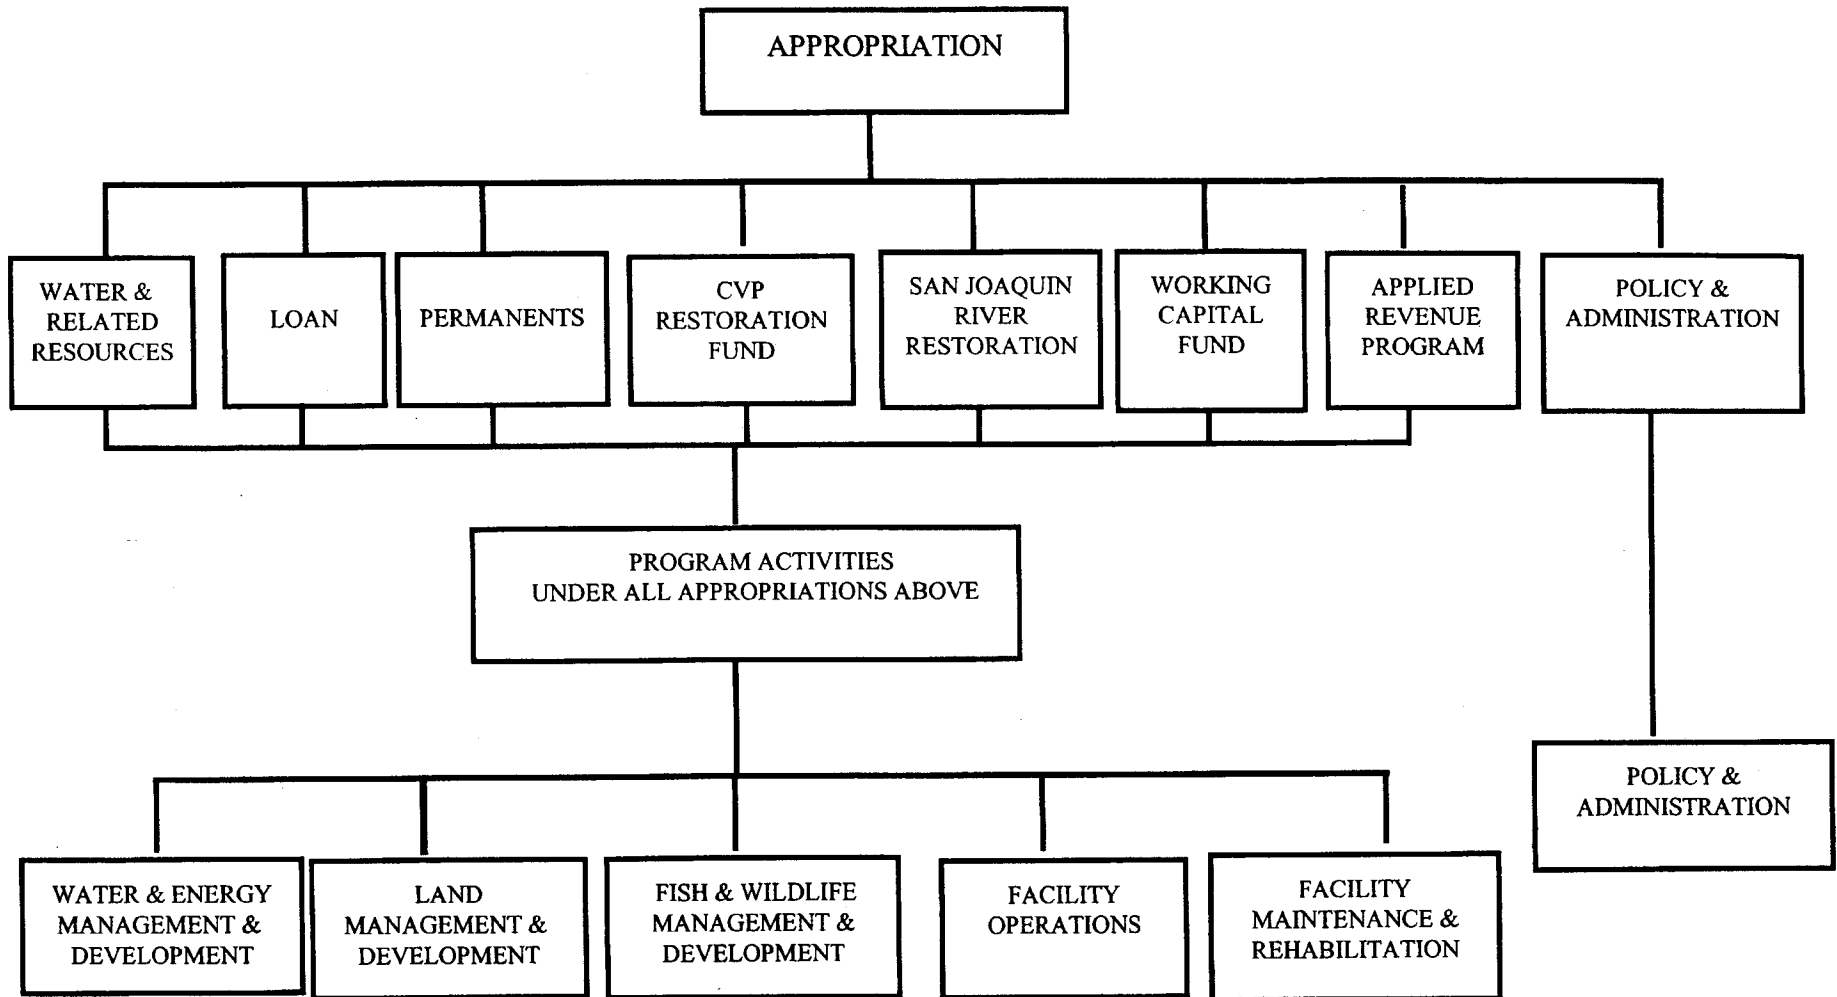 APPROPRIATION
WATER &
RELATED
RESOURCES
LOAN
PERMANENTS
CVP
RESTORATION
FUND
SAN JOAQUIN
RIVER
RESTORATION
WORKING
CAPITAL
FUND
APPLIED
REVENUE
PROGRAM
POLICY &
ADMINISTRATION
PROGRAM ACTIVITIES
UNDER ALL APPROPRIATIONS ABOVE
POLICY &
ADMINISTRATION
WATER & ENERGY
MANAGEMENT &
DEVELOPMENT
LAND
MANAGEMENT &
DEVELOPMENT
FISH & WILDLIFE
MANAGEMENT &
DEVELOPMENT
FACILITY
OPERATIONS
FACILITY
MAINTENANCE &
REHABILITATION